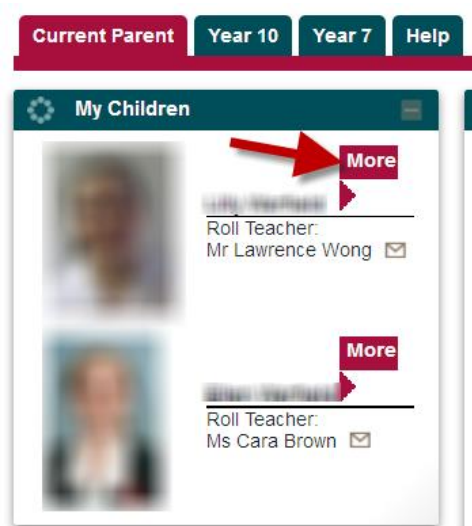 Current Parent Year 10 Year 7 Help
My Children
More
Roll Teacher:
Mr Lawrence Wong
More
Roll Teacher:
Ms Cara Brown